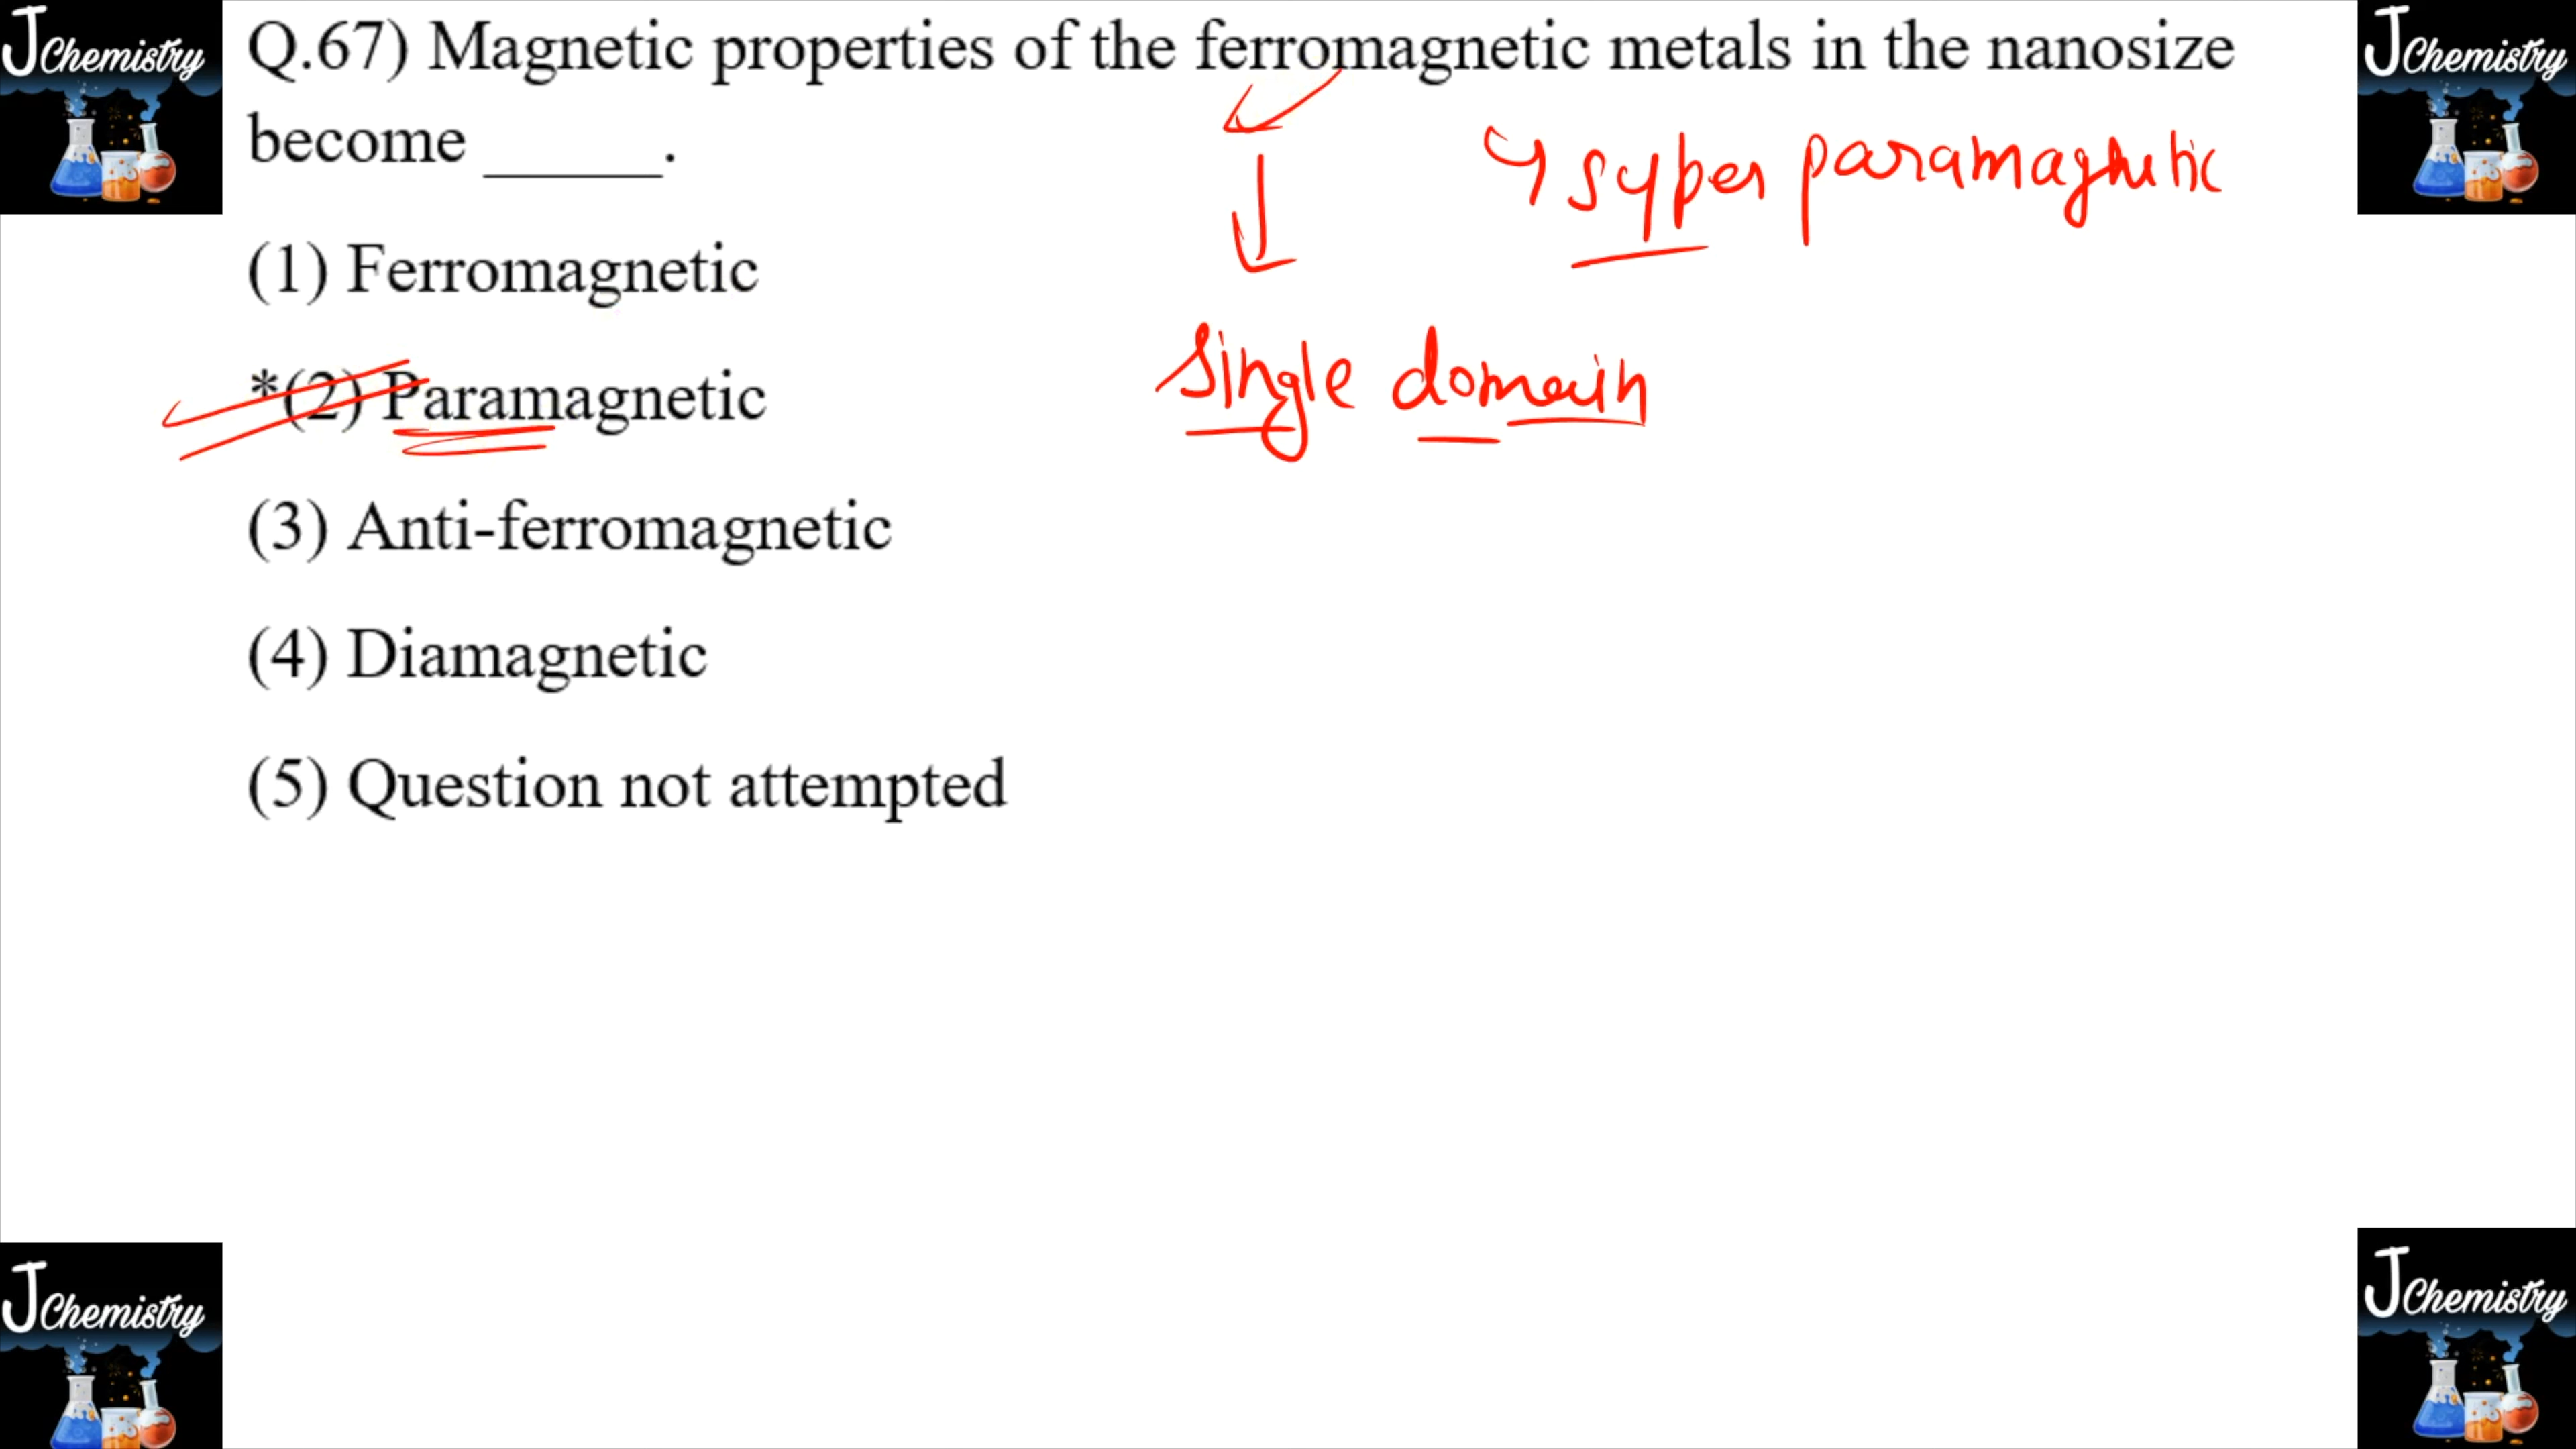 JChemistry
Q.67) Magnetic properties of the ferromagnetic metals in the nanosize
JChemistry
become ______.
super paramagnetic
(1) Ferromagnetic
*(2) Paramagnetic
single domain
(3) Anti-ferromagnetic
(4) Diamagnetic
(5) Question not attempted
JChemistry
JChemistry